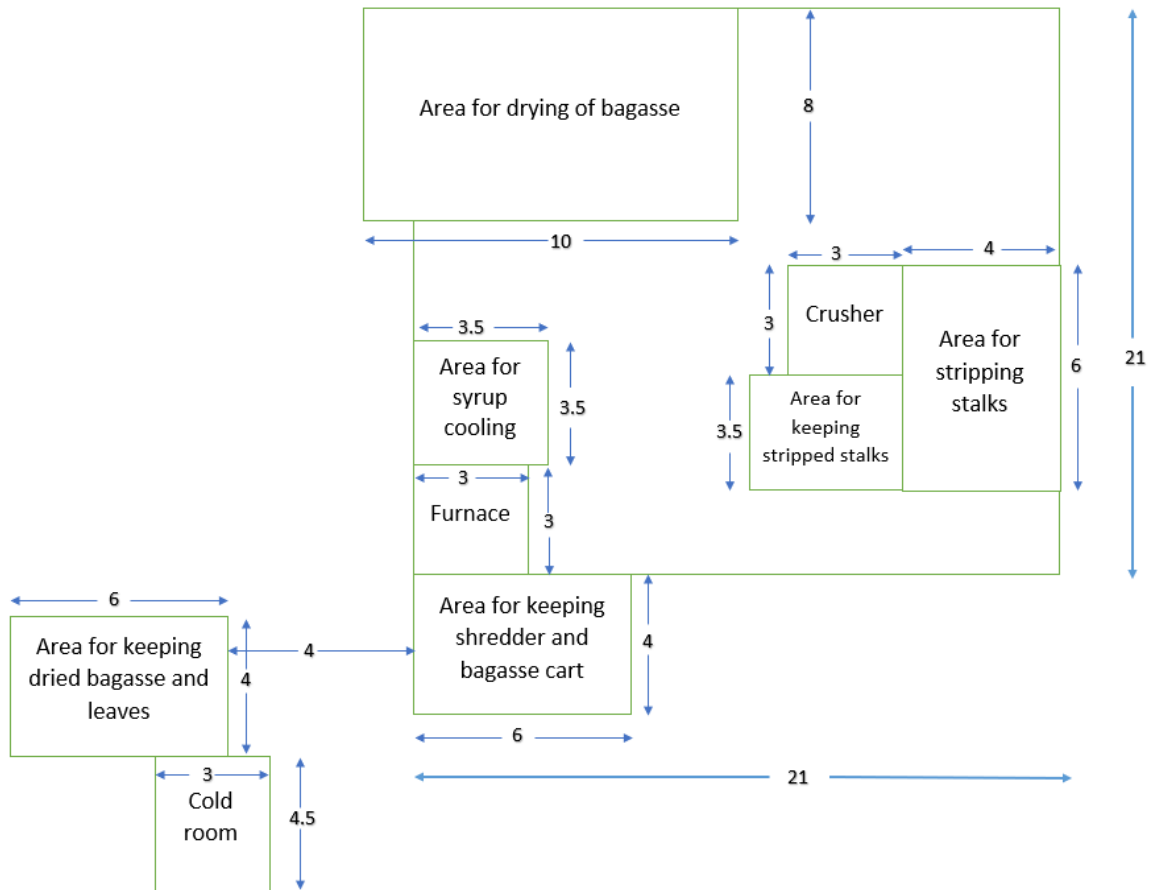 Area for drying of bagasse
8
10
3
4
3.5
3
Crusher
Area for
syrup
cooling
Area for
stripping
stalks
6
21
3.5
3.5
Area for
keeping
stripped stalks
3
Furnace
3
6
Area for keeping
shredder and
bagasse cart
4
Area for keeping
dried bagasse and
leaves
4
4
6
3
21
Cold
room
4.5